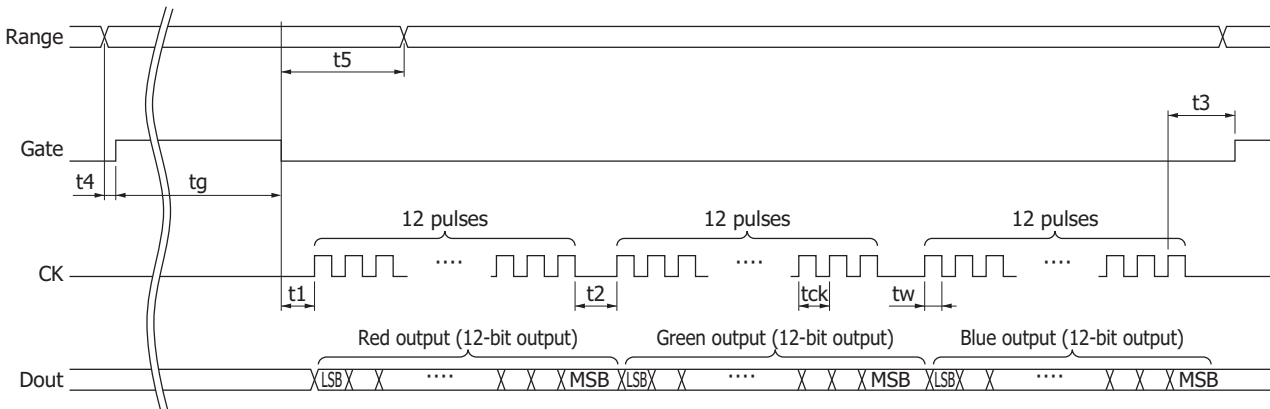 Range
t5
t3
Gate
t4
tg
12 pulses
12 pulses
12 pulses
CK
....
....
....
t1
t2
tck
tw
Red output (12-bit output)
Green output (12-bit output)
Blue output (12-bit output)
Dout
LSB
....
MSB
LSB
....
MSB
LSB
....
MSB